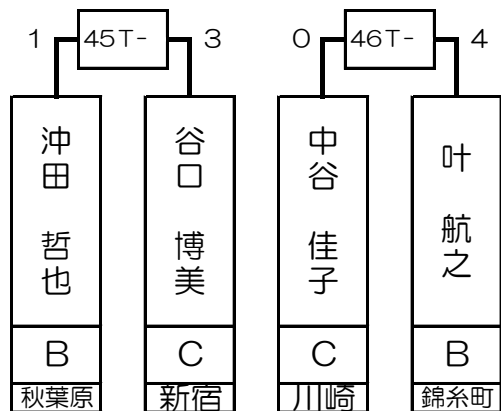 1 45T- 3 0 46T- 4
沖田 哲也
谷口 博美
中谷 佳子
叶 航之
B C C B
秋葉原 新宿 川崎 錦糸町